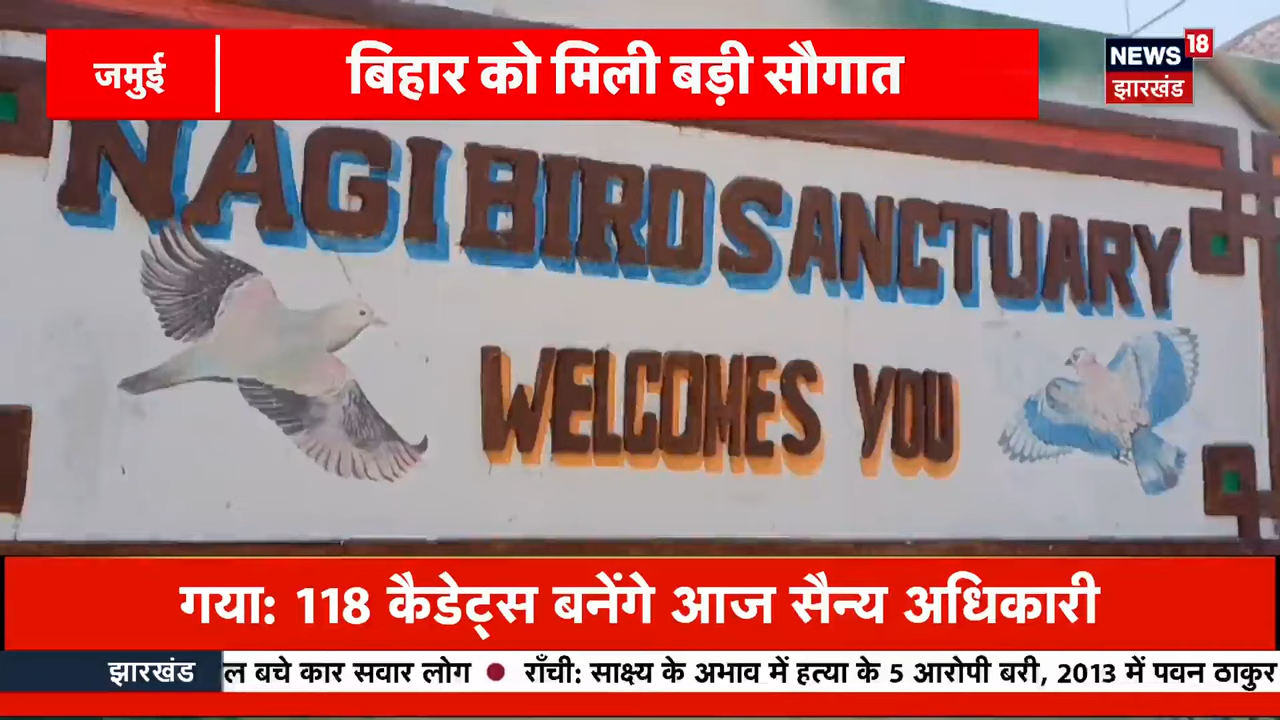 जमुई
बिहार को मिली बड़ी सौगात
NEWS 18
झारखंड
NAGI BIRD SANCTUARY
WELCOMES YOU
गया: 118 कैडेट्स बनेंगे आज सैन्य अधिकारी
झारखंड
ल बचे कार सवार लोग ● राँची: साक्ष्य के अभाव में हत्या के 5 आरोपी बरी, 2013 में पवन ठाकुर